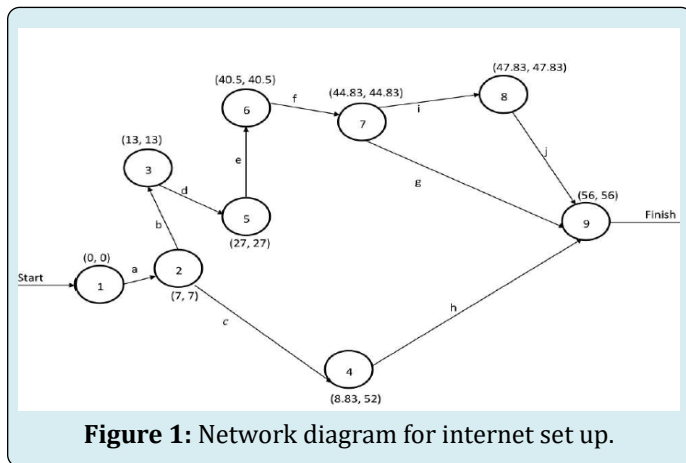 (47.83, 47.83)
(40.5, 40.5)
(44.83, 44.83)
8
f
i
6
7
(13, 13)
j
e
3
g
(56, 56)
d
5
Finish
9
b
(27, 27)
(0, 0)
a
2
Start
1
(7, 7)
h
c
4
(8.83, 52)
Figure 1: Network diagram for internet set up.